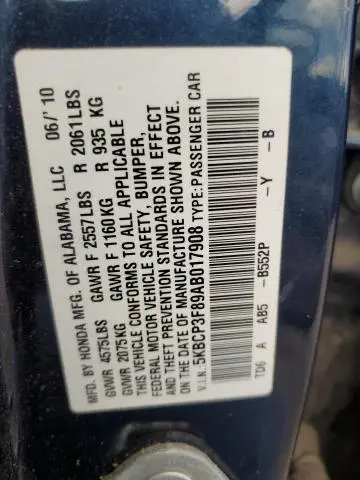 MFD. BY HONDA MFG. OF ALABAMA, LLC 06/'10
GVWR 4575LBS GAWR F 2557LBS R 2061LBS
GVWR 2075KG GAWR F 1160KG R 935 KG
THIS VEHICLE CONFORMS TO ALL APPLICABLE
FEDERAL MOTOR VEHICLE SAFETY, BUMPER,
AND THEFT PREVENTION STANDARDS IN EFFECT
ON THE DATE OF MANUFACTURE SHOWN ABOVE.
V.I.N.: 5KBCP3F89AB017908 TYPE:PASSENGER CAR
TD6 A AB5 -B552P -Y -B